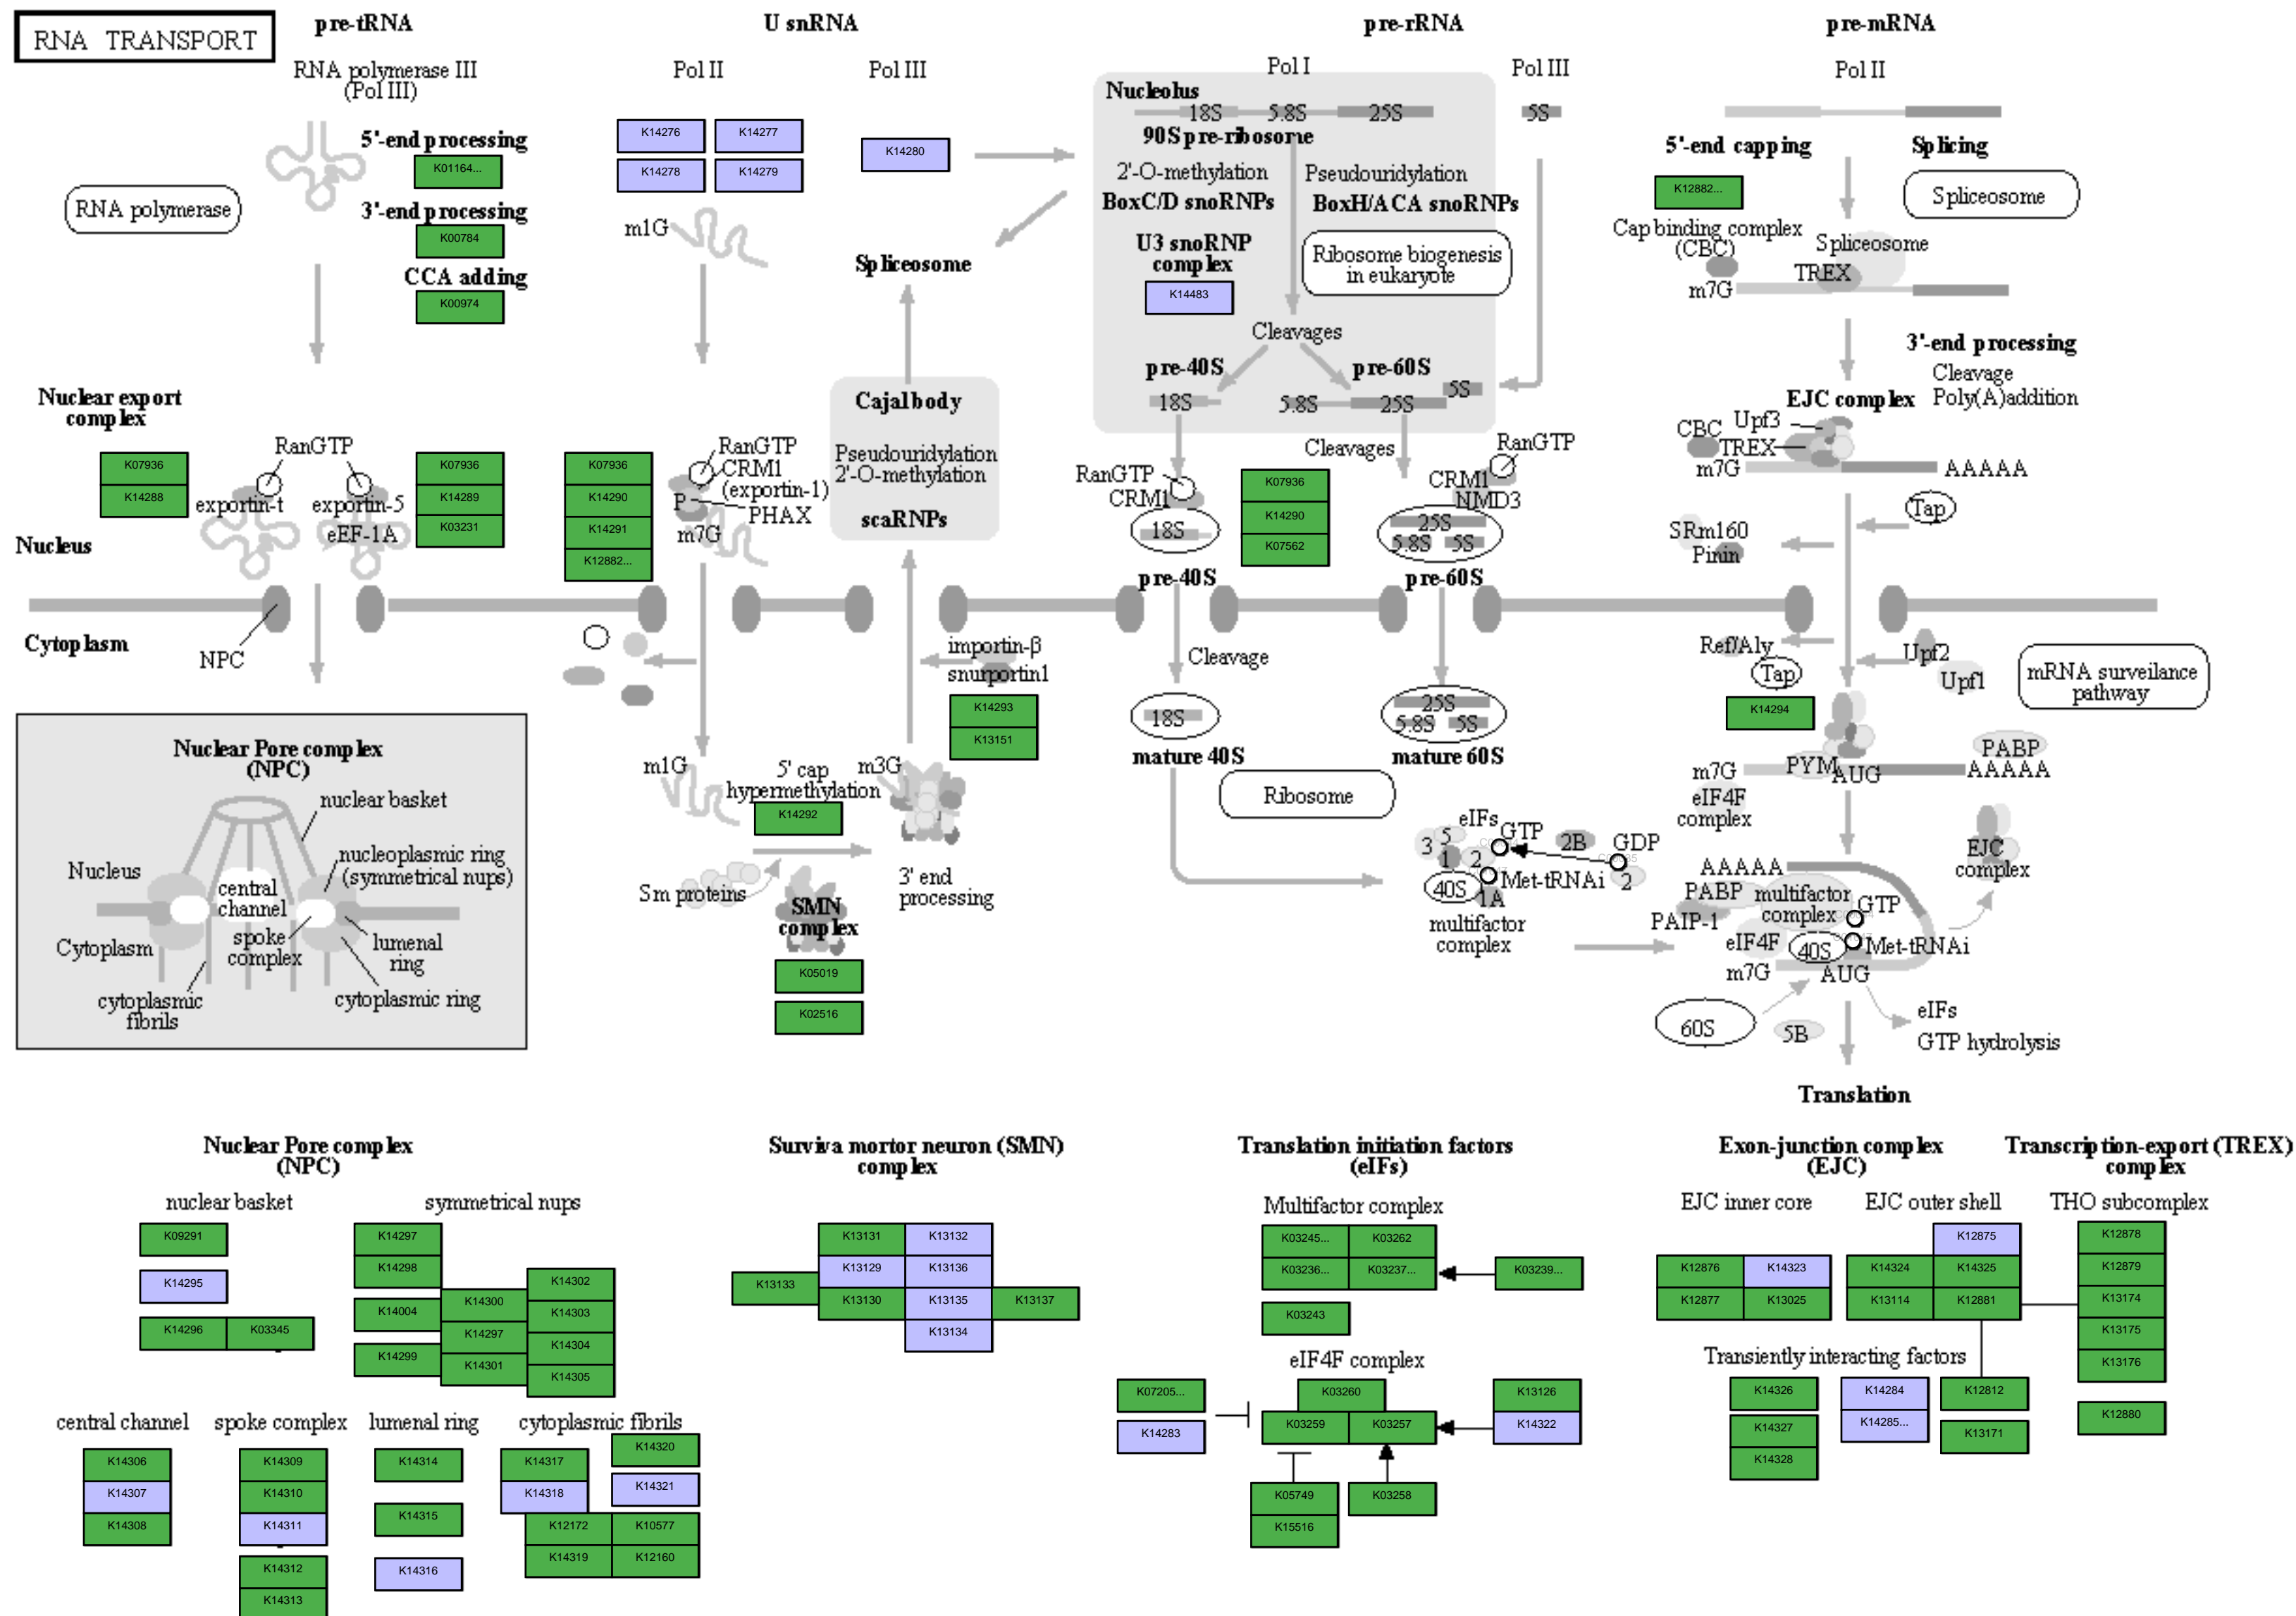 RNA TRANSPORT
pre-tRNA
U snRNA
pre-rRNA
pre-mRNA
RNA polymerase III
(Pol III)
Pol II
Pol III
Pol I
Pol III
Pol II
5'-end processing
K01164...
3'-end processing
K00784
CCA adding
K00974
RNA polymerase
K14276
K14277
K14278
K14279
m1G
K14280
Spliceosome
Nucleolus
18S
5.8S
25S
5S
90S pre-ribosome
2'-O-methylation
Pseudouridylation
BoxC/D snoRNPs
BoxH/ACA snoRNPs
U3 snoRNP
complex
K14483
Ribosome biogenesis
in eukaryote
Cleavages
pre-40S
pre-60S
18S
5.8S
25S
5S
5'-end capping
Splicing
K12882...
Spliceosome
Cap binding complex
(CBC)
Spliceosome
TREX
m7G
3'-end processing
Cleavage
Poly(A)addition
EJC complex
Upf3
CBC
TREX
m7G
AAAAA
Tap
SRm160
Pinin
Nuclear export
complex
RanGTP
K07936
K14288
exportin-t
exportin-5
eEF-1A
K07936
K14289
K03231
Nucleus
K07936
K14290
K14291
K12882...
RanGTP
CRM1
(exportin-1)
P
PHAX
m7G
Cajalbody
Pseudouridylation
2'-O-methylation
scaRNPs
RanGTP
CRM1
18S
pre-40S
K07936
K14290
K07562
Cleavages
RanGTP
CRM1
NMD3
25S
5.8S
5S
pre-60S
Cytoplasm
NPC
importin-β
snurportin1
K14293
K13151
Cleavage
18S
mature 40S
25S
5.8S
5S
mature 60S
Ribosome
Ref/Aly
Tap
K14294
Upf2
Upf1
mRNA surveilance
pathway
m7G
PYM
AUG
PABP
AAAAA
eIF4F
complex
Nuclear Pore complex
(NPC)
nuclear basket
nucleoplasmic ring
(symmetrical nups)
Nucleus
central
channel
spoke
complex
Cytoplasm
lumenal
ring
cytoplasmic
fibrils
cytoplasmic ring
m1G
5' cap
hypermethylation
K14292
m3G
Sm proteins
SMN
complex
3' end
processing
K05019
K02516
eIFs
3
5
1
2
GTP
2B
GDP
2
40S
1A
Met-tRNAi
multifactor
complex
AAAAA
PABP
PAIP-1
multifactor
complex
GTP
eIF4F
40S
Met-tRNAi
m7G
AUG
EJC
complex
60S
5B
eIFs
GTP hydrolysis
Translation
Nuclear Pore complex
(NPC)
nuclear basket
K09291
K14295
K14296
K03345
symmetrical nups
K14297
K14298
K14004
K14299
K14300
K14297
K14301
K14302
K14303
K14304
K14305
central channel
K14306
K14307
K14308
spoke complex
K14309
K14310
K14311
K14312
K14313
lumenal ring
K14314
K14315
K14316
cytoplasmic fibrils
K14320
K14317
K14318
K14321
K12172
K10577
K14319
K12160
Surviva mortor neuron (SMN)
complex
K13131
K13132
K13133
K13129
K13136
K13130
K13135
K13137
K13134
Translation initiation factors
(eIFs)
Multifactor complex
K03245...
K03262
K03236...
K03237...
K03239...
K03243
eIF4F complex
K07205...
K14283
K03260
K03259
K03257
K13126
K14322
K05749
K15516
K03258
Exon-junction complex
(EJC)
EJC inner core
K12876
K14323
K12877
K13025
EJC outer shell
K12875
K14324
K14325
K13114
K12881
Transiently interacting factors
K14326
K14327
K14328
K14284
K14285...
K12812
K13171
Transcription-export (TREX)
complex
THO subcomplex
K12878
K12879
K13174
K13175
K13176
K12880